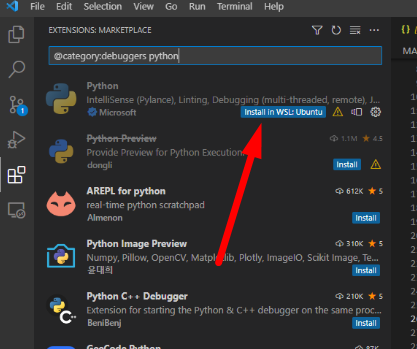 File Edit Selection View Go Run Terminal Help
EXTENSIONS: MARKETPLACE
@category:debuggers python
Python
IntelliSense (Pylance), Linting, Debugging (multi-threaded, remote), J...
Microsoft Install in WSL: Ubuntu
Python Preview 1.1M 4.5
Provide Preview for Python Execution
dongli Install
AREPL for python 612K 5
real-time python scratchpad
Almenon Install
Python Image Preview 310K 5
Numpy, Pillow, OpenCV, Matplotlib, Plotly, ImageIO, Scikit Image, Te...
윤대희 Install
Python C++ Debugger 210K 5
Extension for starting the Python & C++ debugger on the same proc...
BeniBenj Install